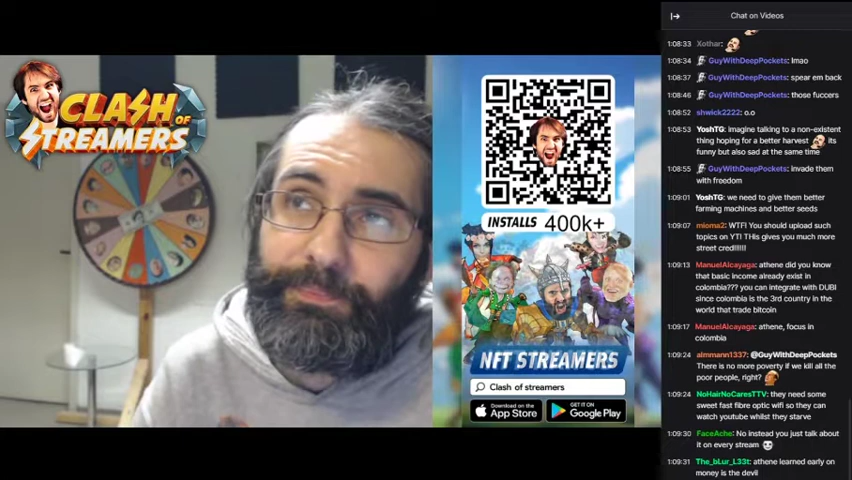 CLASH
OF
STREAMERS
INSTALLS 400k+
NFT STREAMERS
Clash of streamers
Download on the
App Store
GET IT ON
Google Play
Chat on Videos
1:08:33 Xothar:
1:08:34 GuyWithDeepPockets: lmao
1:08:37 GuyWithDeepPockets: spear em back
1:08:46 GuyWithDeepPockets: those fuccers
1:08:52 shwick2222: o.o
1:08:53 YoshTG: imagine talking to a non-existent
thing hoping for a better harvest its
funny but also sad at the same time
1:08:55 GuyWithDeepPockets: invade them
with freedom
1:09:01 YoshTG: we need to give them better
farming machines and better seeds
1:09:07 mioma2: WTF! You should upload such
topics on YT! THis gives you much more
street cred!!!!!!
1:09:13 ManuelAlcayaga: athene did you know
that basic income already exist in
colombia??? you can integrate with DUBI
since colombia is the 3rd country in the
world that trade bitcoin
1:09:17 ManuelAlcayaga: athene, focus in
colombia
1:09:24 almmann1337: @GuyWithDeepPockets
There is no more poverty if we kill all the
poor people, right?
1:09:24 NoHairNoCaresTTV: they need some
sweet fast fibre optic wifi so they can
watch youtube whilst they starve
1:09:30 FaceAche: No instead you just talk about
it on every stream
1:09:31 The_bLur_L33t: athene learned early on
money is the devil